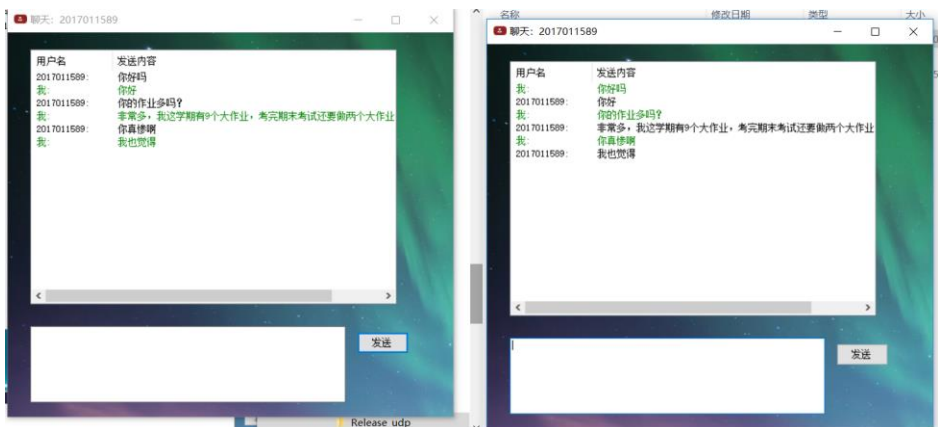 聊天: 2017011589
用户名 发送内容
2017011589: 你好吗
我: 你好
2017011589: 你的作业多吗?
我: 非常多，我这学期有9个大作业，考完期末考试还要做两个大作业
2017011589: 你真惨啊
我: 我也觉得
发送
Release udp
名称 修改日期 类型 大小
聊天: 2017011589
用户名 发送内容
我: 你好吗
2017011589: 你好
我: 你的作业多吗?
2017011589: 非常多，我这学期有9个大作业，考完期末考试还要做两个大作业
我: 你真惨啊
2017011589: 我也觉得
发送